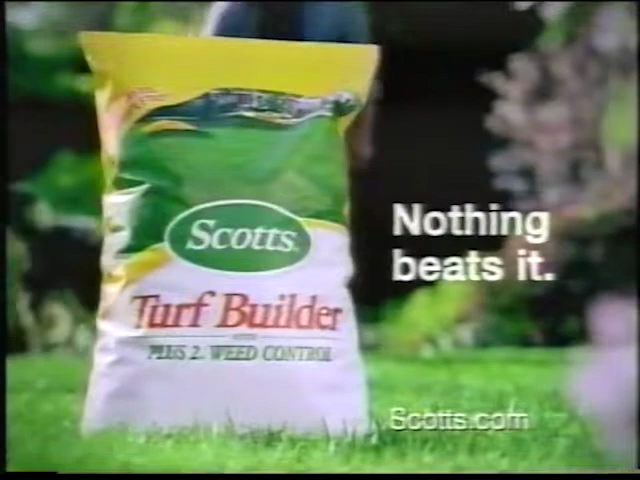 Scotts
Turf Builder
PLUS 2 WEED CONTROL
Nothing
beats it.
Scotts.com